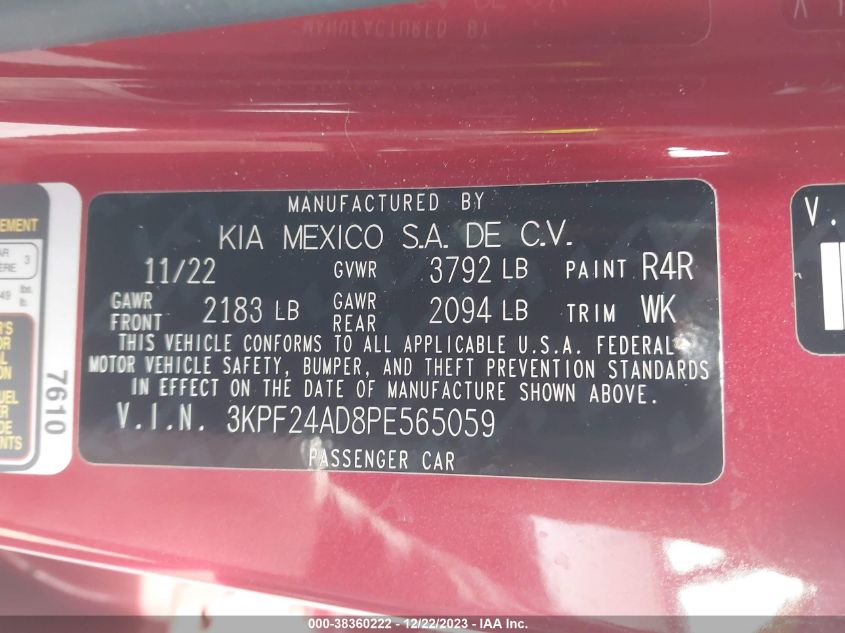 MANUFACTURED BY
MANUFACTURED BY
KIA MEXICO S.A. DE C.V.
11/22 GVWR 3792 LB PAINT R4R
GAWR FRONT 2183 LB GAWR REAR 2094 LB TRIM WK
THIS VEHICLE CONFORMS TO ALL APPLICABLE U.S.A. FEDERAL
MOTOR VEHICLE SAFETY, BUMPER, AND THEFT PREVENTION STANDARDS
IN EFFECT ON THE DATE OF MANUFACTURE SHOWN ABOVE.
V.I.N. 3KPF24AD8PE565059
PASSENGER CAR
7610
V.
000-38360222 - 12/22/2023 - IAA Inc.